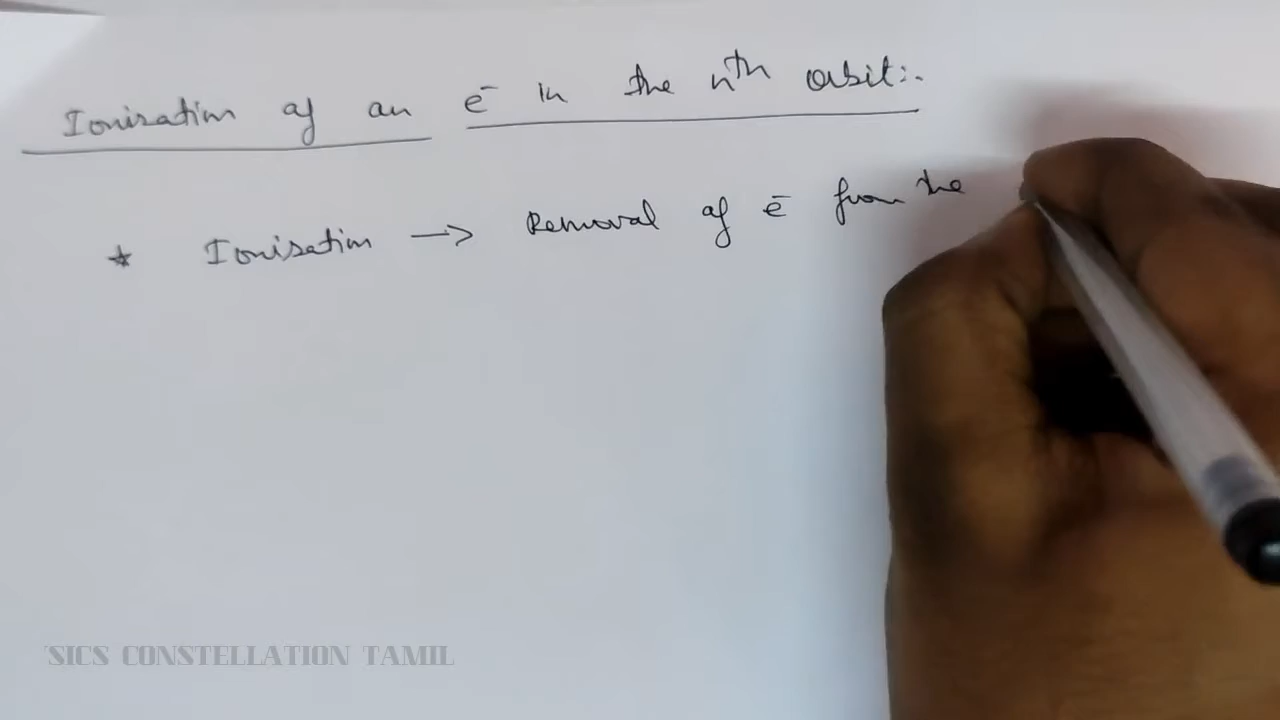 Ionisation of an e⁻ in the nth orbit:-
* Ionisation → Removal of e⁻ from the
SICS CONSTELLATION TAMIL